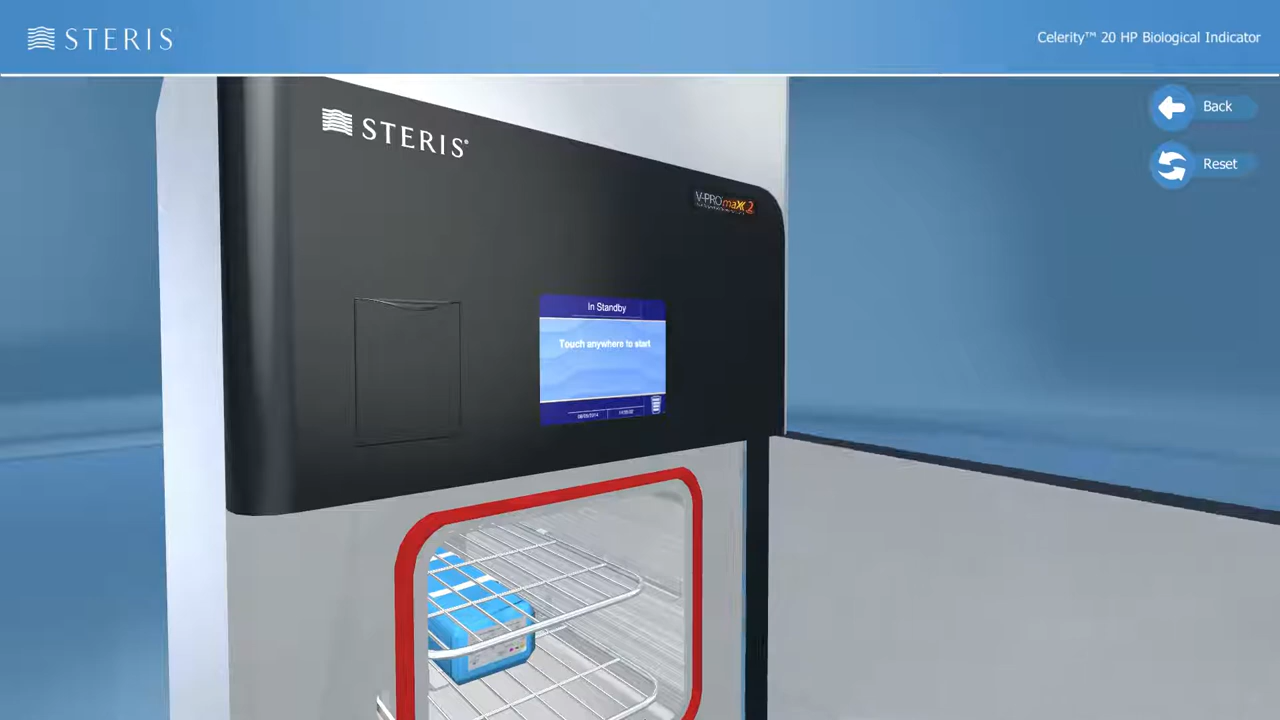 STERIS
Celerity™ 20 HP Biological Indicator
Back
Reset
STERIS®
V-PRO maX 2
In Standby
Touch anywhere to start